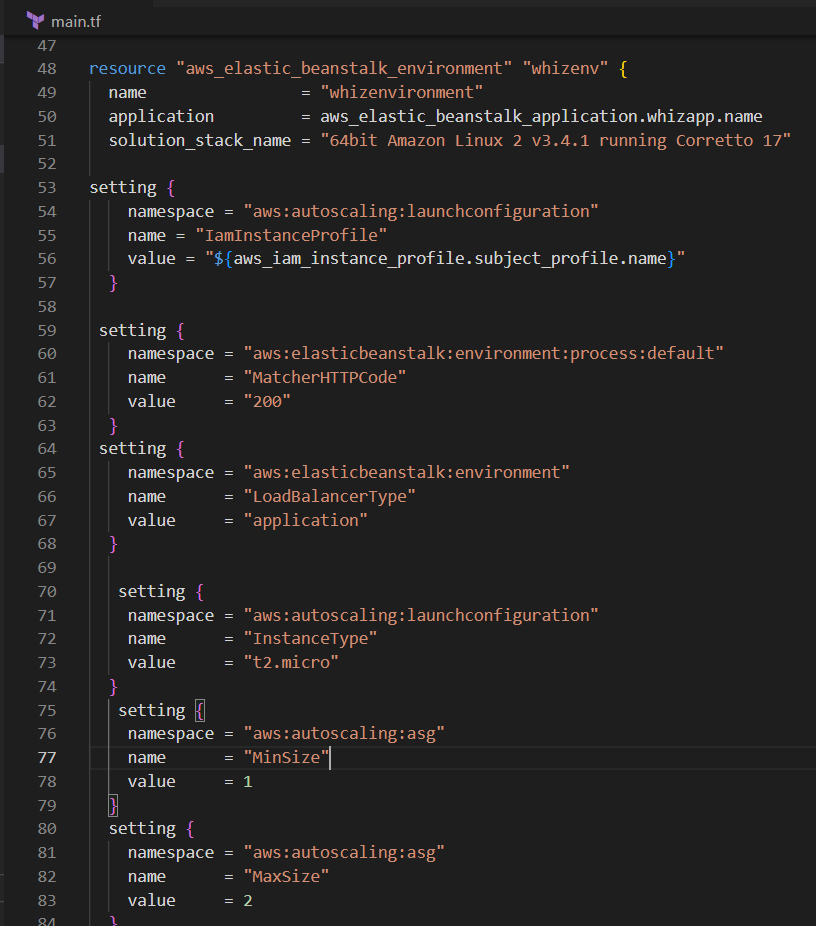 main.tf
47
48 resource "aws_elastic_beanstalk_environment" "whizenv" {
49 name = "whizenvironment"
50 application = aws_elastic_beanstalk_application.whizapp.name
51 solution_stack_name = "64bit Amazon Linux 2 v3.4.1 running Corretto 17"
52
53 setting {
54 namespace = "aws:autoscaling:launchconfiguration"
55 name = "IamInstanceProfile"
56 value = "${aws_iam_instance_profile.subject_profile.name}"
57 }
58
59 setting {
60 namespace = "aws:elasticbeanstalk:environment:process:default"
61 name = "MatcherHTTPCode"
62 value = "200"
63 }
64 setting {
65 namespace = "aws:elasticbeanstalk:environment"
66 name = "LoadBalancerType"
67 value = "application"
68 }
69
70 setting {
71 namespace = "aws:autoscaling:launchconfiguration"
72 name = "InstanceType"
73 value = "t2.micro"
74 }
75 setting {
76 namespace = "aws:autoscaling:asg"
77 name = "MinSize"
78 value = 1
79 }
80 setting {
81 namespace = "aws:autoscaling:asg"
82 name = "MaxSize"
83 value = 2
84 }